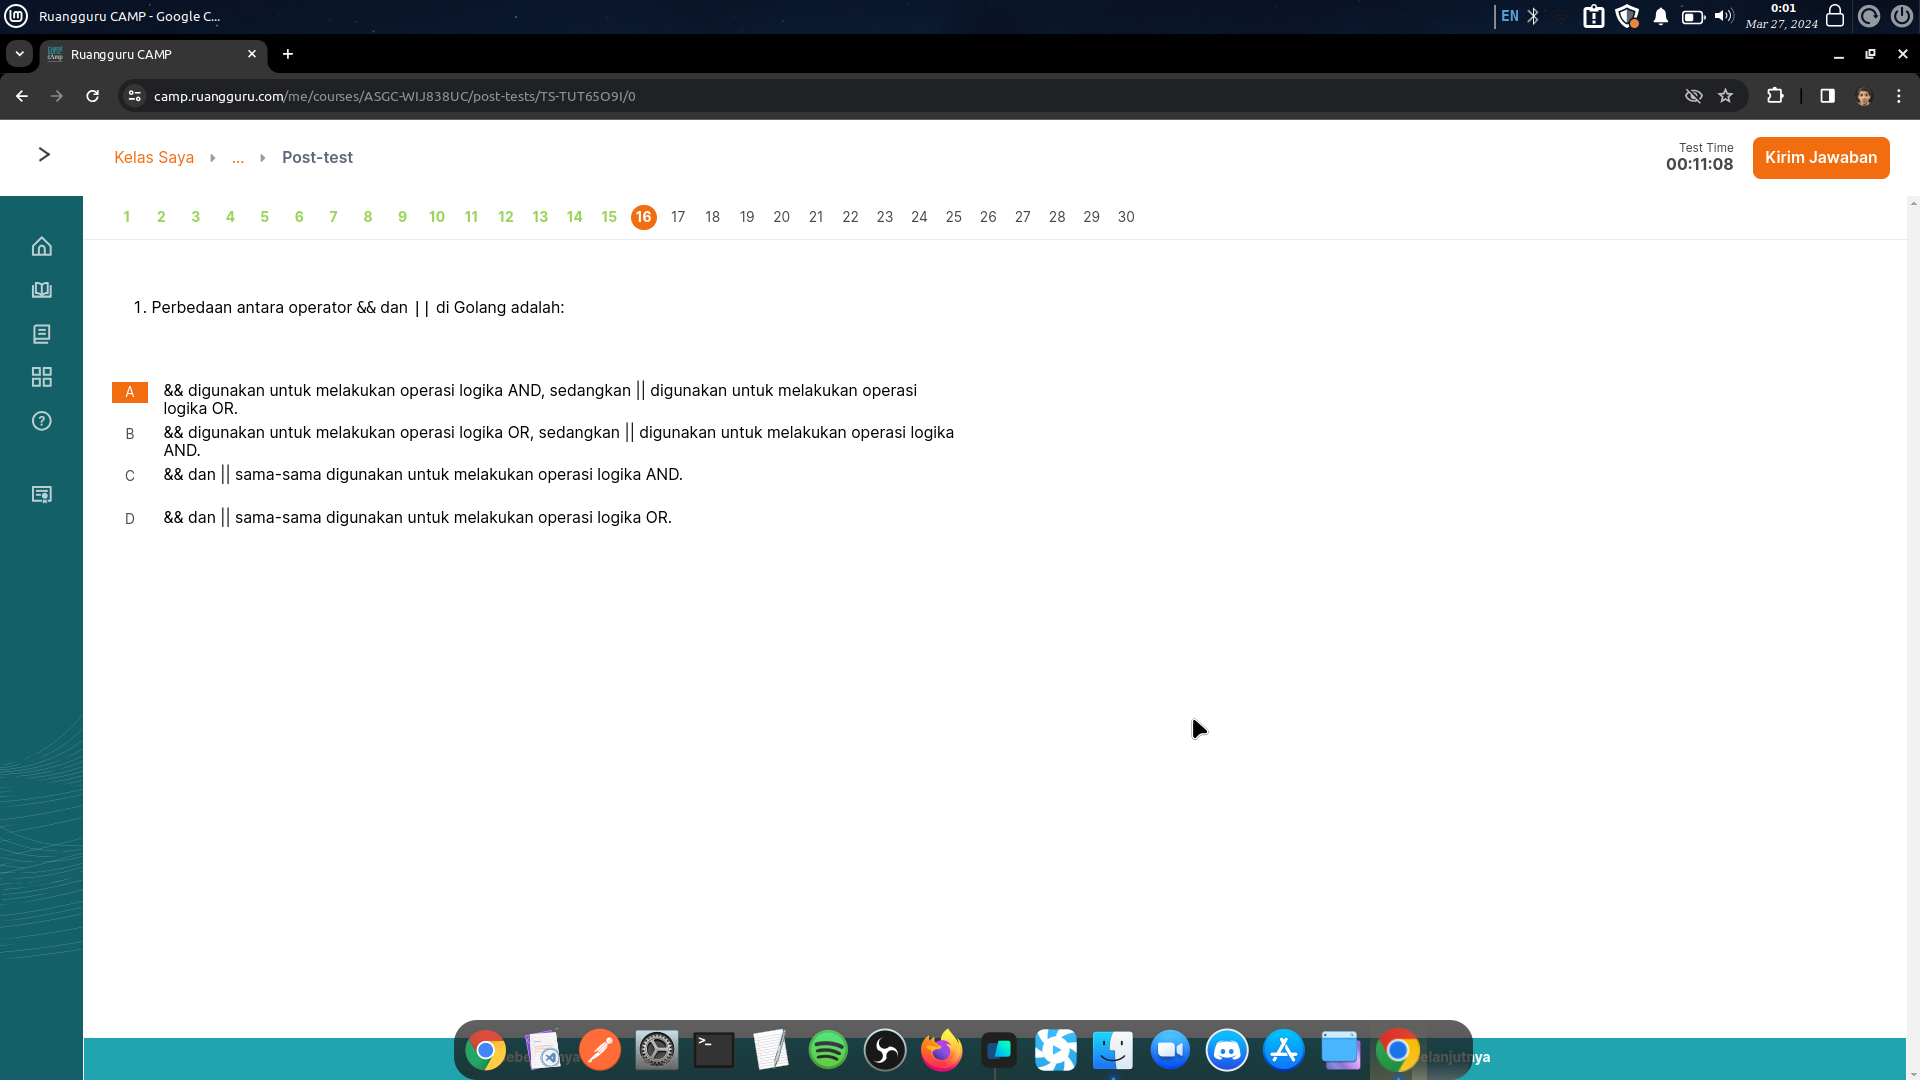 Ruangguru CAMP - Google C...
EN
0:01
Mar 27, 2024
Ruangguru CAMP
camp.ruangguru.com/me/courses/ASGC-WIJ838UC/post-tests/TS-TUT65O9I/0
Kelas Saya ... Post-test
Test Time
00:11:08
Kirim Jawaban
1 2 3 4 5 6 7 8 9 10 11 12 13 14 15 16 17 18 19 20 21 22 23 24 25 26 27 28 29 30
1. Perbedaan antara operator && dan || di Golang adalah:
A && digunakan untuk melakukan operasi logika AND, sedangkan || digunakan untuk melakukan operasi
logika OR.
B && digunakan untuk melakukan operasi logika OR, sedangkan || digunakan untuk melakukan operasi logika
AND.
C && dan || sama-sama digunakan untuk melakukan operasi logika AND.
D && dan || sama-sama digunakan untuk melakukan operasi logika OR.